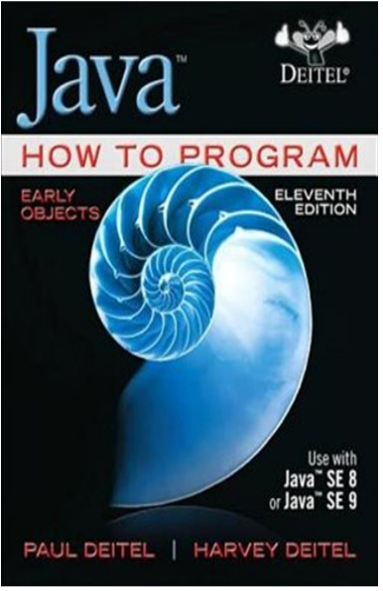 Java™
DEITEL®
HOW TO PROGRAM
EARLY
OBJECTS
ELEVENTH
EDITION
Use with
Java™ SE 8
or Java™ SE 9
PAUL DEITEL | HARVEY DEITEL